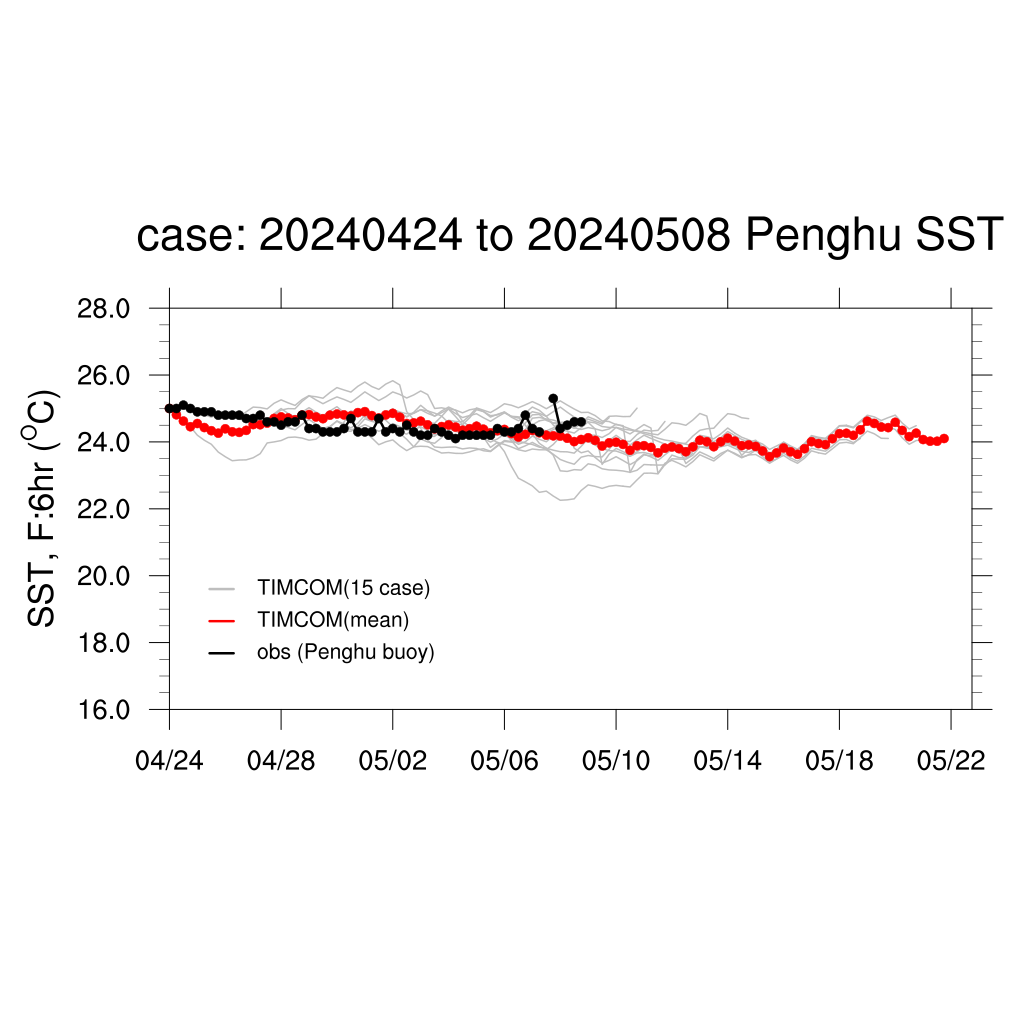 case: 20240424 to 20240508 Penghu SST
28.0
26.0
24.0
22.0
20.0
18.0
16.0
SST, F:6hr (°C)
TIMCOM(15 case)
TIMCOM(mean)
obs (Penghu buoy)
04/24 04/28 05/02 05/06 05/10 05/14 05/18 05/22